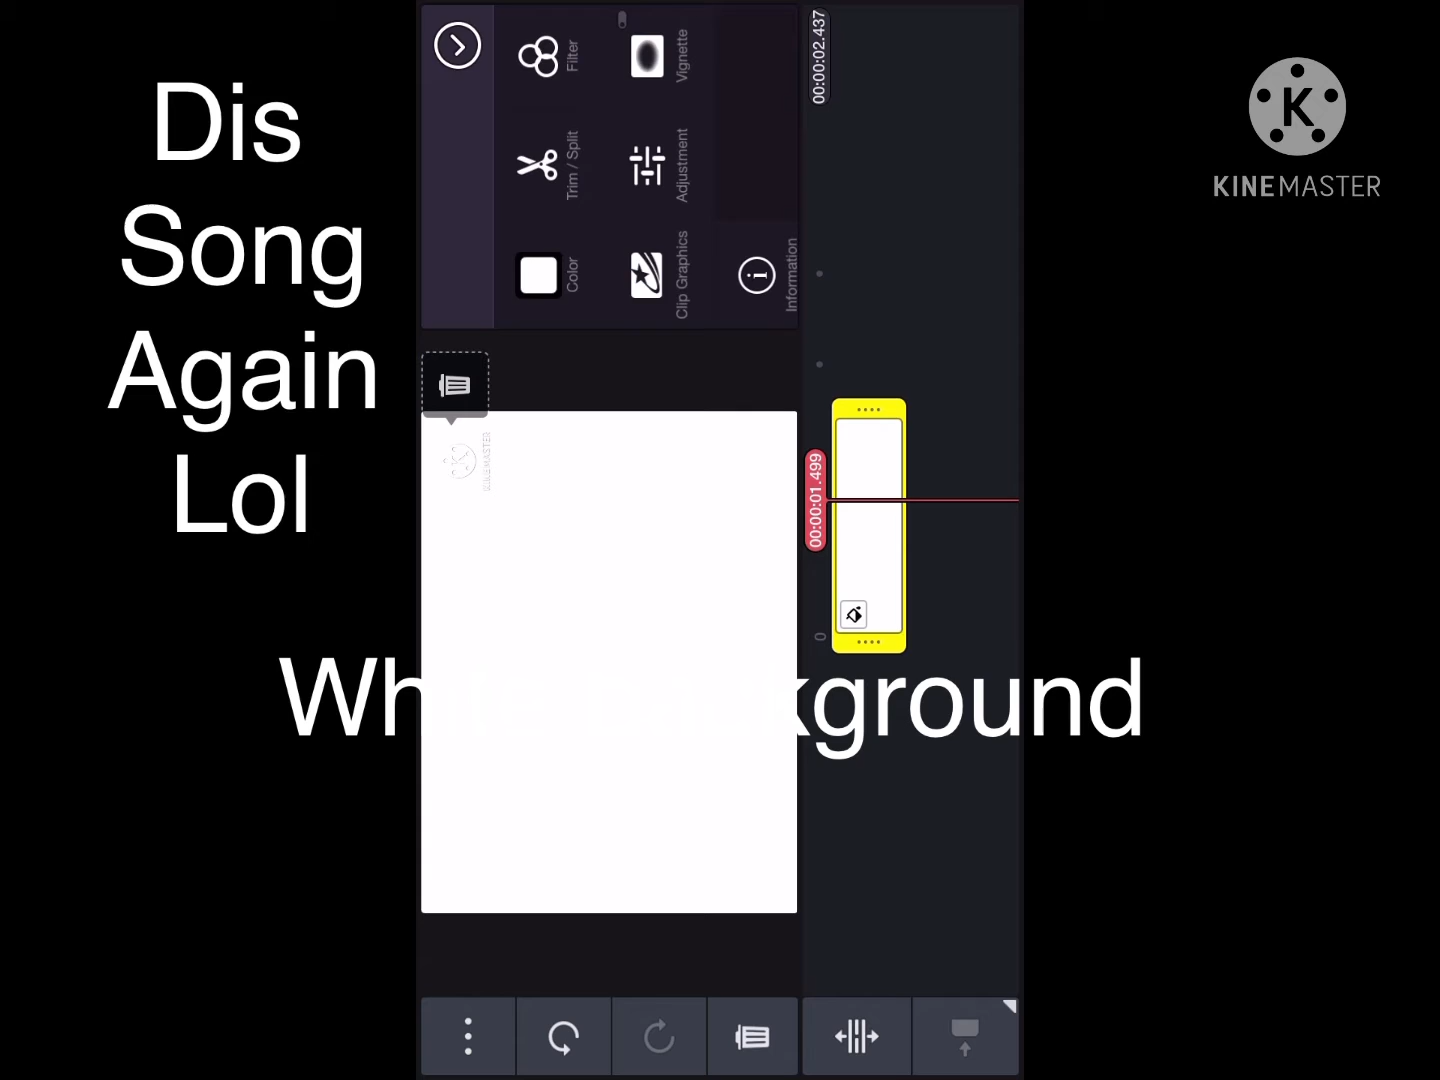 Dis
Song
Again
Lol
KINEMASTER
Filter
Vignette
Trim / Split
Adjustment
Color
Clip Graphics
Information
KINEMASTER
00:00:02.437
00:00:01.499
0
Wh kground